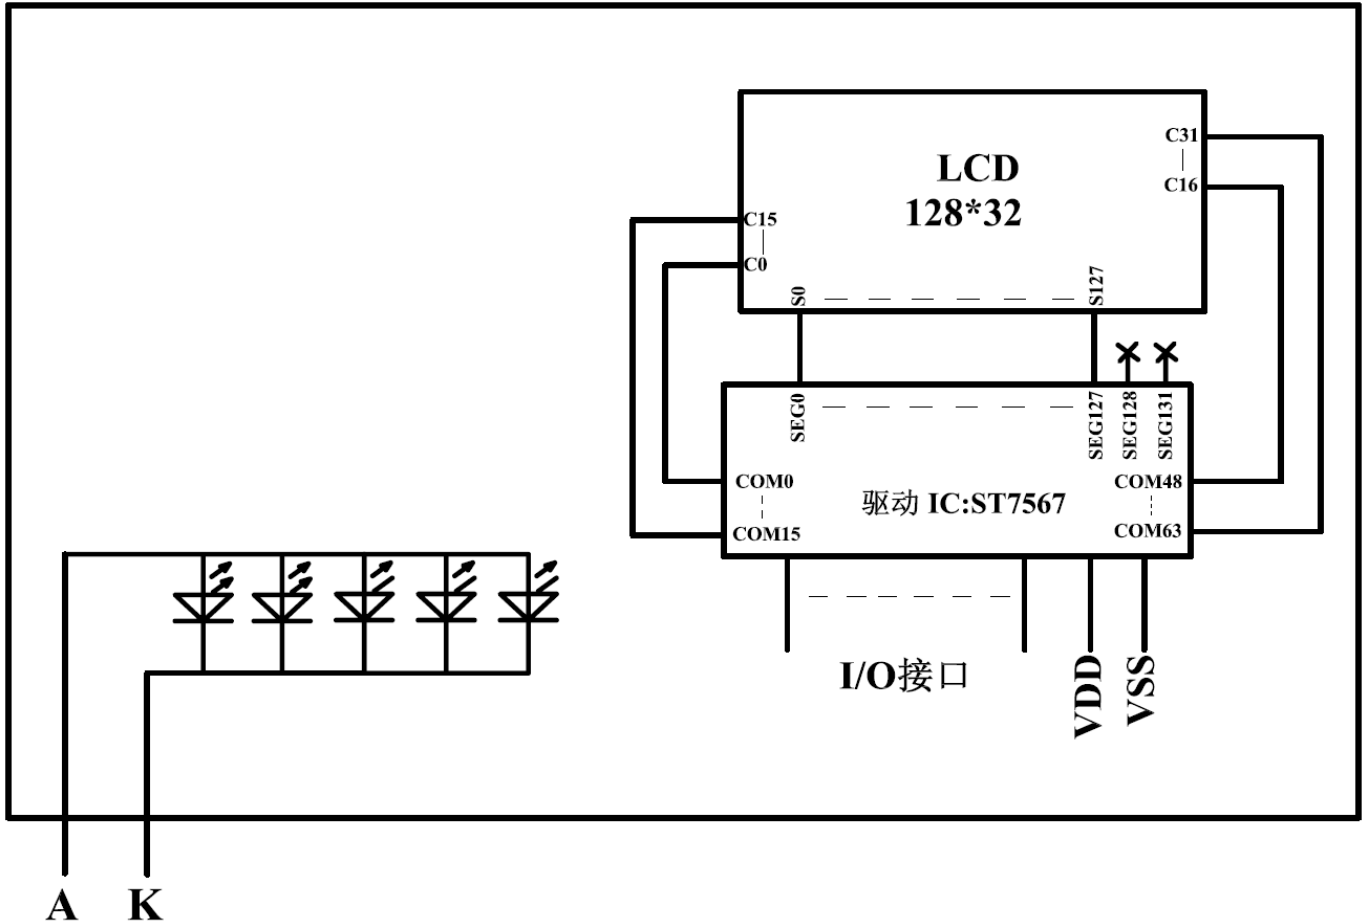 LCD
128*32
C31
C16
C15
C0
S0
S127
SEG0
SEG127
SEG128
SEG131
COM0
COM15
驱动 IC:ST7567
COM48
COM63
I/O接口
VDD
VSS
A
K